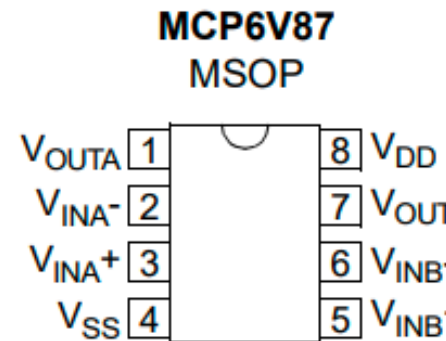 MCP6V87
MSOP
VOUTA 1 8 VDD
VINA- 2 7 VOUT
VINA+ 3 6 VINB
VSS 4 5 VINB